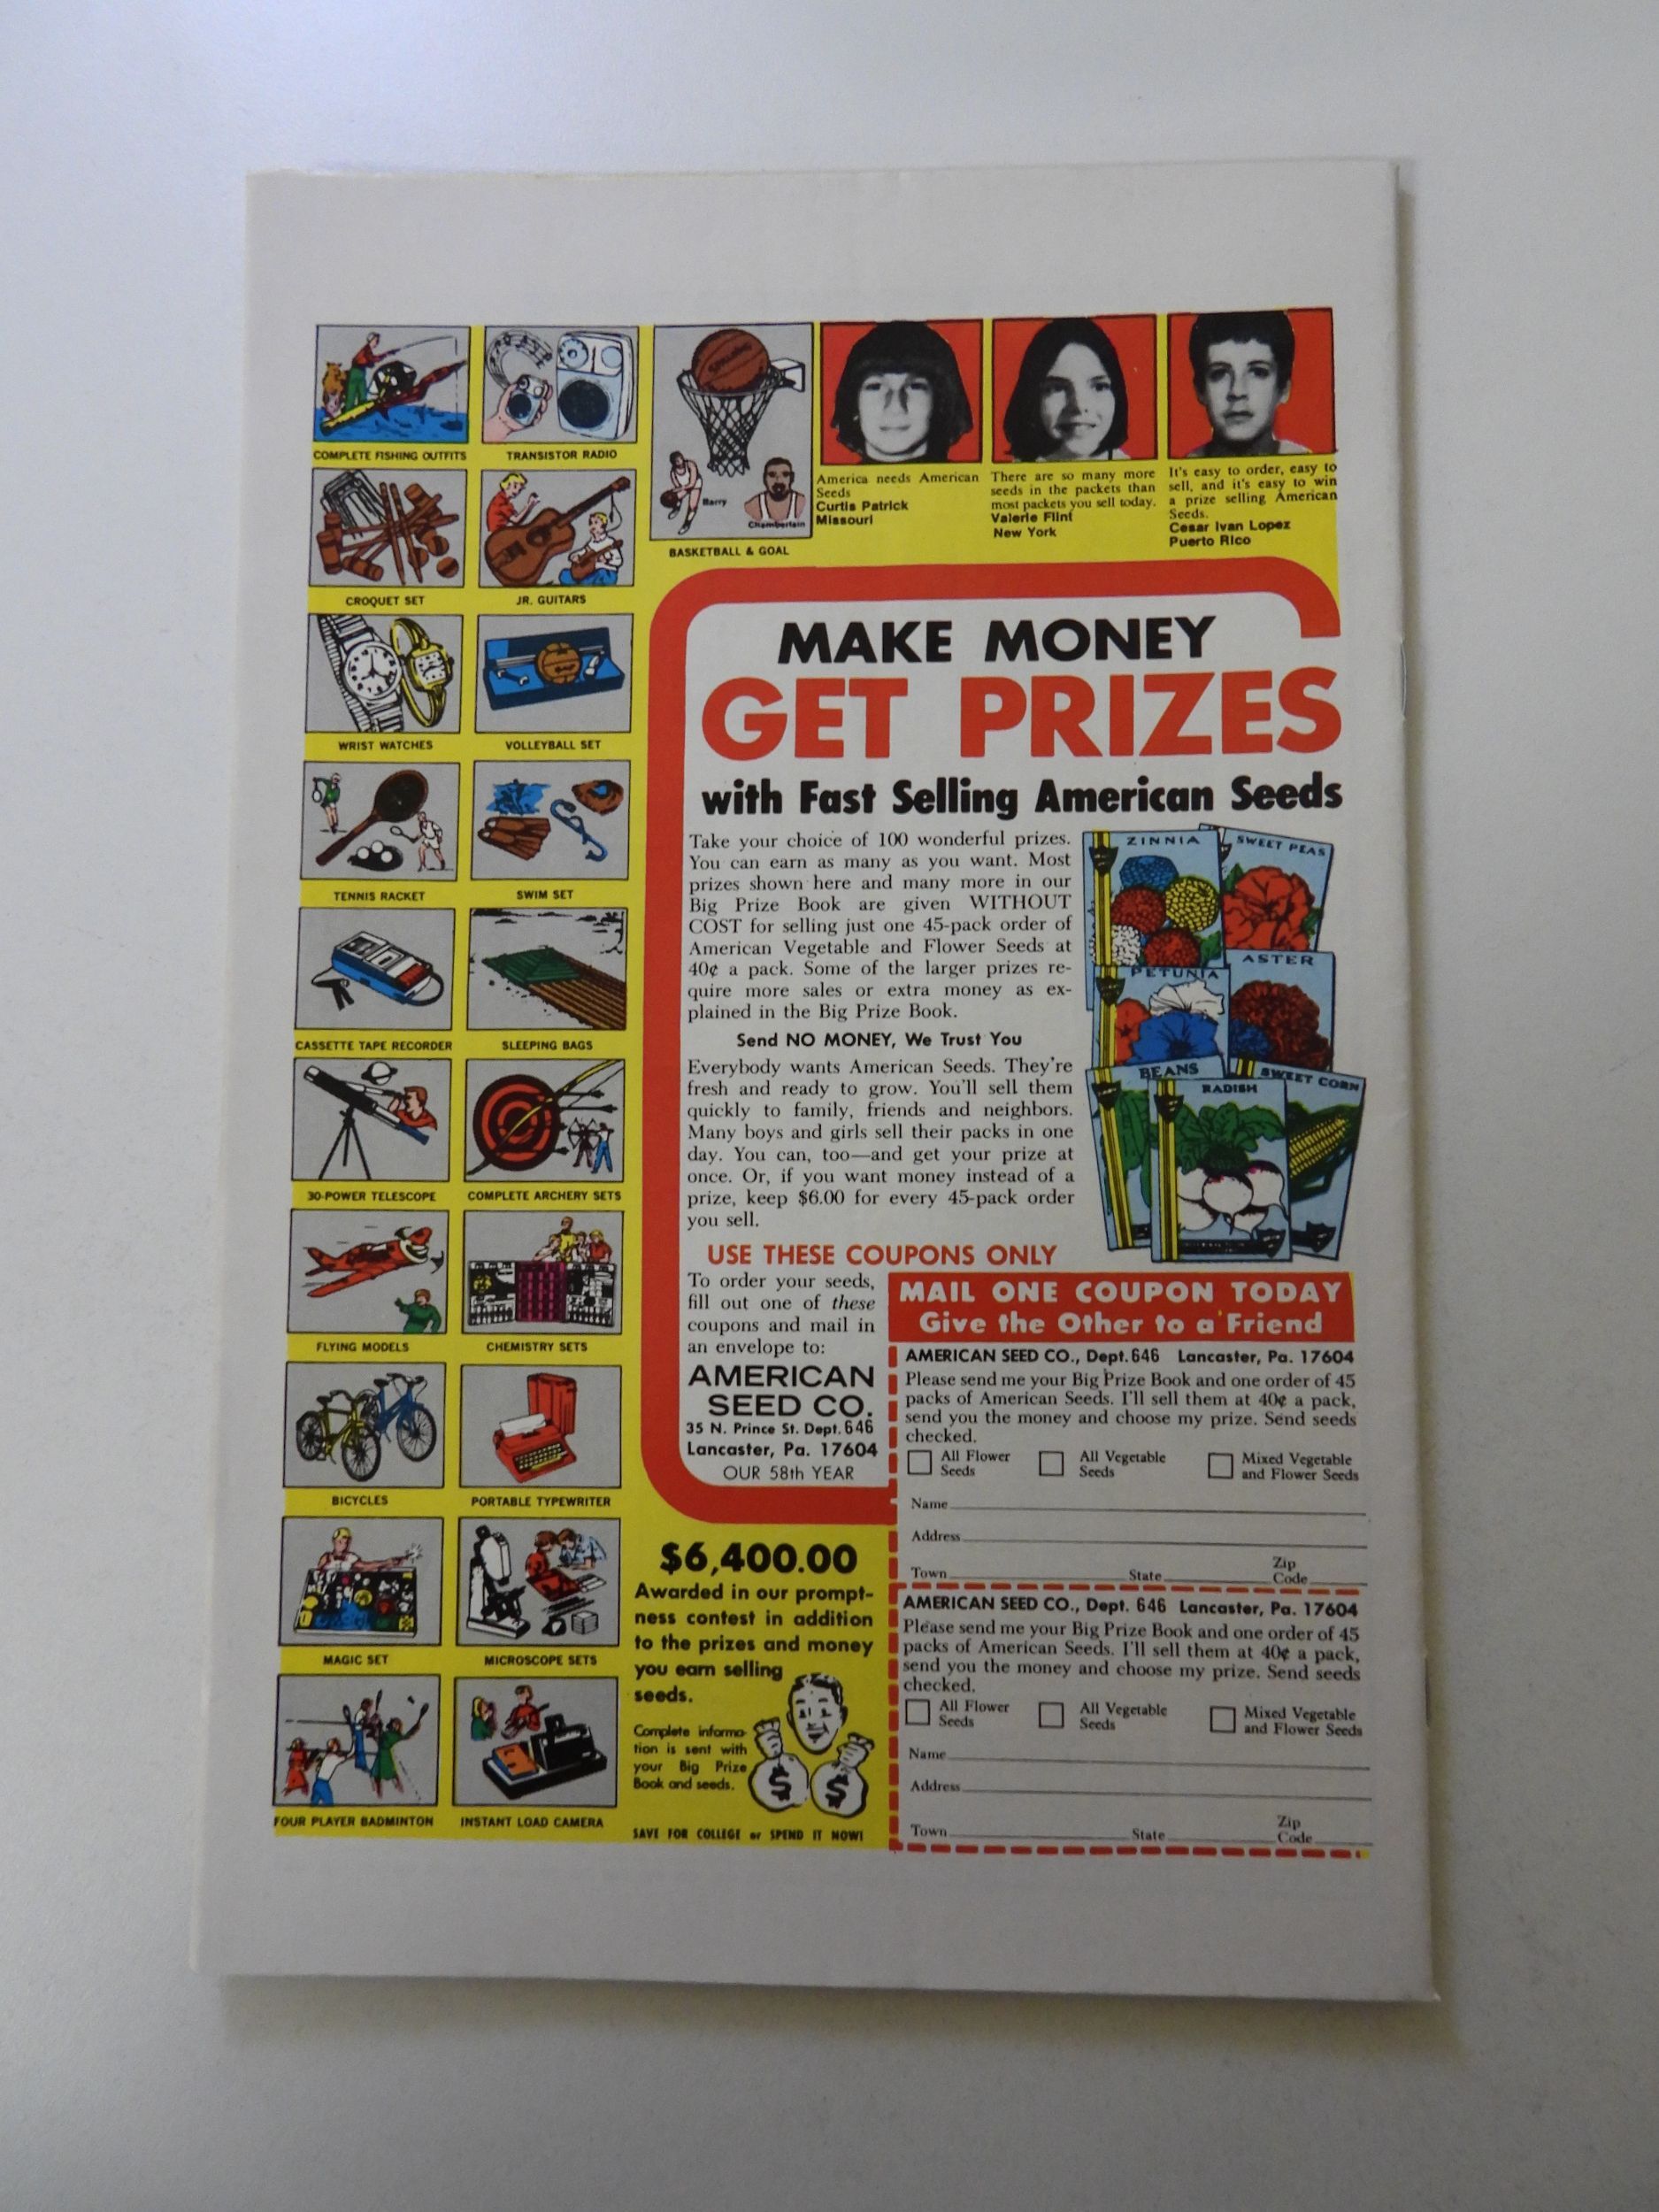 COMPLETE FISHING OUTFITS
TRANSISTOR RADIO
CROQUET SET
JR. GUITARS
WRIST WATCHES
VOLLEYBALL SET
TENNIS RACKET
SWIM SET
CASSETTE TAPE RECORDER
SLEEPING BAGS
30-POWER TELESCOPE
COMPLETE ARCHERY SETS
FLYING MODELS
CHEMISTRY SETS
BICYCLES
PORTABLE TYPEWRITER
MAGIC SET
MICROSCOPE SETS
FOUR PLAYER BADMINTON
INSTANT LOAD CAMERA
SPALDING
Barry
Chamberlain
BASKETBALL & GOAL
America needs American
Seeds
Curtis Patrick
Missouri
There are so many more
seeds in the packets than
most packets you sell today.
Valerie Flint
New York
It's easy to order, easy to
sell, and it's easy to win
a prize selling American
Seeds.
Cesar Ivan Lopez
Puerto Rico
MAKE MONEY
GET PRIZES
with Fast Selling American Seeds
Take your choice of 100 wonderful prizes.
You can earn as many as you want. Most
prizes shown here and many more in our
Big Prize Book are given WITHOUT
COST for selling just one 45-pack order of
American Vegetable and Flower Seeds at
40¢ a pack. Some of the larger prizes re-
quire more sales or extra money as ex-
plained in the Big Prize Book.
Send NO MONEY, We Trust You
Everybody wants American Seeds. They're
fresh and ready to grow. You'll sell them
quickly to family, friends and neighbors.
Many boys and girls sell their packs in one
day. You can, too—and get your prize at
once. Or, if you want money instead of a
prize, keep $6.00 for every 45-pack order
you sell.
ZINNIA
SWEET PEAS
PETUNIA
ASTER
BEANS
RADISH
SWEET CORN
USE THESE COUPONS ONLY
To order your seeds,
fill out one of these
coupons and mail in
an envelope to:
AMERICAN
SEED CO.
35 N. Prince St. Dept. 646
Lancaster, Pa. 17604
OUR 58th YEAR
$6,400.00
Awarded in our prompt-
ness contest in addition
to the prizes and money
you earn selling
seeds.
Complete informa-
tion is sent with
your Big Prize
Book and seeds.
$ $
SAVE FOR COLLEGE or SPEND IT NOW!
MAIL ONE COUPON TODAY
Give the Other to a Friend
AMERICAN SEED CO., Dept. 646 Lancaster, Pa. 17604
Please send me your Big Prize Book and one order of 45
packs of American Seeds. I'll sell them at 40¢ a pack,
send you the money and choose my prize. Send seeds
checked.
All Flower Seeds
All Vegetable Seeds
Mixed Vegetable and Flower Seeds
Name
Address
Town State Zip Code
AMERICAN SEED CO., Dept. 646 Lancaster, Pa. 17604
Please send me your Big Prize Book and one order of 45
packs of American Seeds. I'll sell them at 40¢ a pack,
send you the money and choose my prize. Send seeds
checked.
All Flower Seeds
All Vegetable Seeds
Mixed Vegetable and Flower Seeds
Name
Address
Town State Zip Code